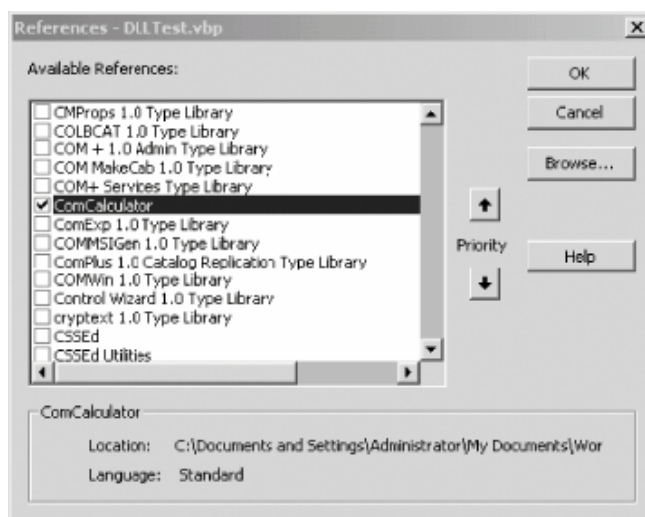 References - DLLTest.vbp
Available References:
CMProps 1.0 Type Library
COLBCAT 1.0 Type Library
COM + 1.0 Admin Type Library
COM MakeCab 1.0 Type Library
COM+ Services Type Library
ComCalculator
ComExp 1.0 Type Library
COMMSIGen 1.0 Type Library
ComPlus 1.0 Catalog Replication Type Library
COMWin 1.0 Type Library
Control Wizard 1.0 Type Library
cryptext 1.0 Type Library
CSSEd
CSSEd Utilities
Priority
OK
Cancel
Browse...
Help
ComCalculator
Location: C:\Documents and Settings\Administrator\My Documents\Wor
Language: Standard